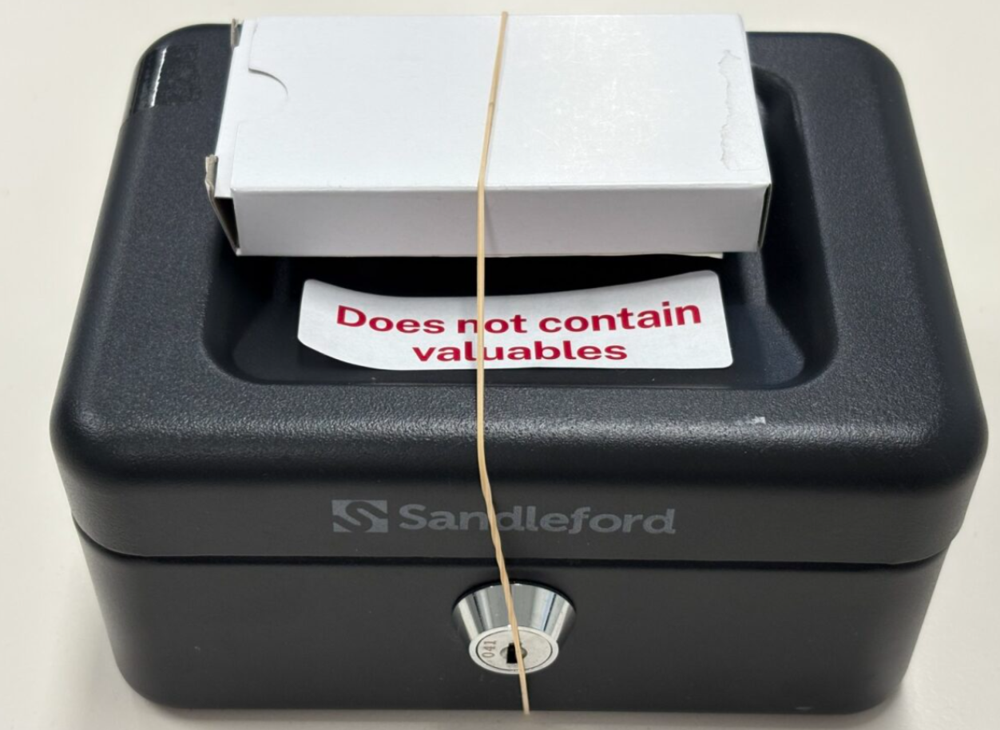 Does not contain
valuables
Sandleford
041